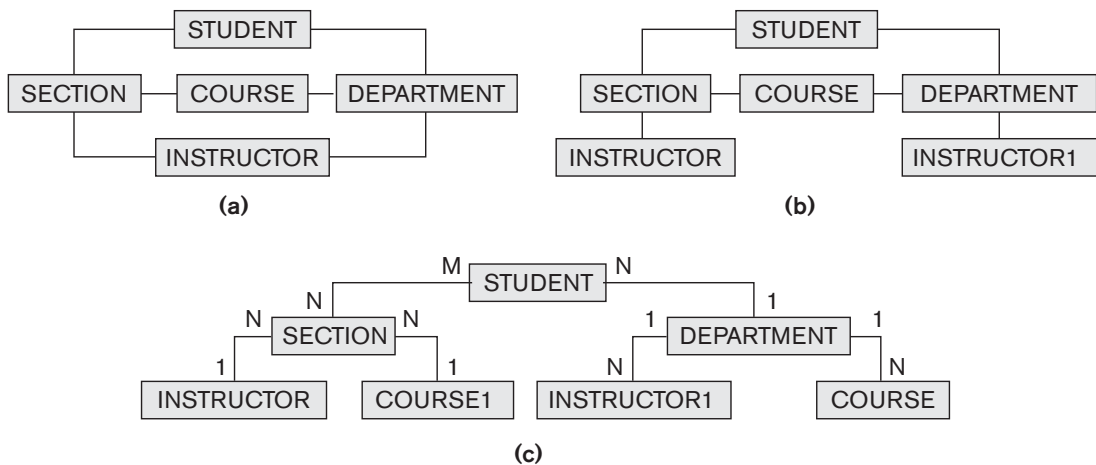 STUDENT STUDENT
SECTION COURSE DEPARTMENT SECTION COURSE DEPARTMENT
INSTRUCTOR INSTRUCTOR INSTRUCTOR1
(a) (b)
M STUDENT N
N 1
N SECTION N 1 DEPARTMENT 1
1 1 N N
INSTRUCTOR COURSE1 INSTRUCTOR1 COURSE
(c)